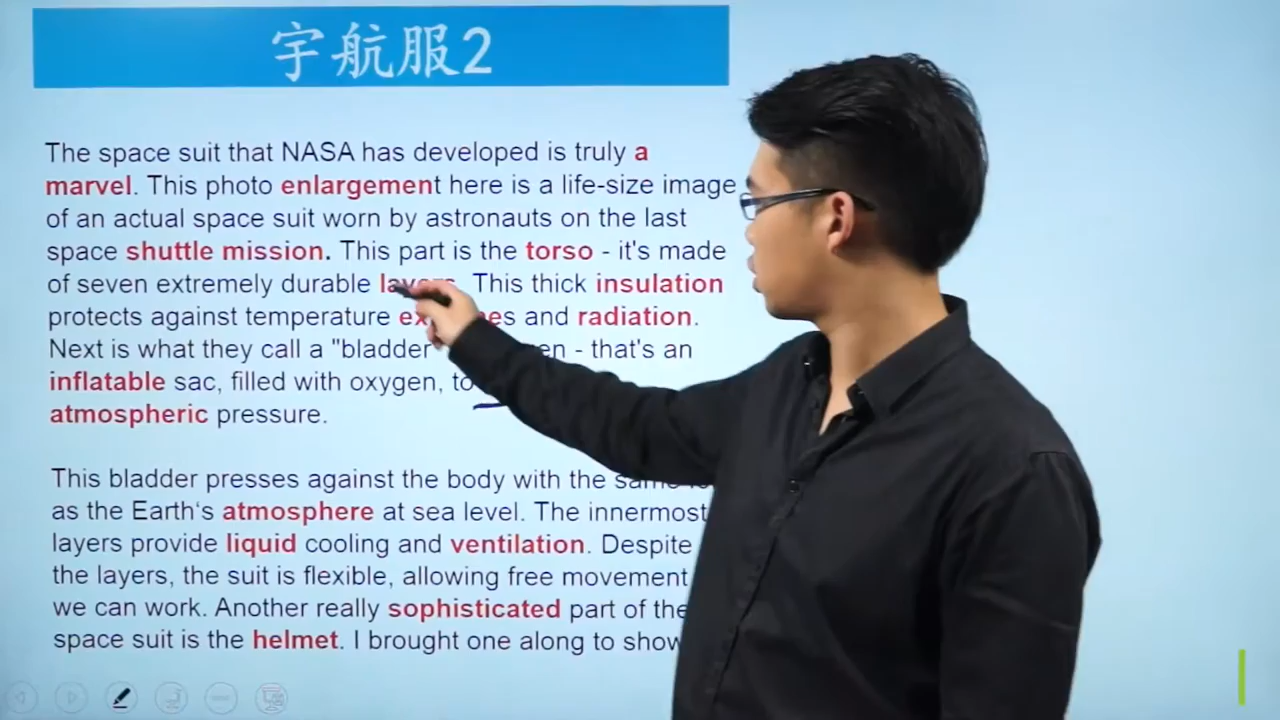 宇航服2
The space suit that NASA has developed is truly a
marvel. This photo enlargement here is a life-size image
of an actual space suit worn by astronauts on the last
space shuttle mission. This part is the torso - it's made
of seven extremely durable layers. This thick insulation
protects against temperature and radiation.
Next is what they call a "bladder - that's an
inflatable sac, filled with oxygen, to
atmospheric pressure.
This bladder presses against the body with the same
as the Earth‘s atmosphere at sea level. The innermost
layers provide liquid cooling and ventilation. Despite
the layers, the suit is flexible, allowing free movement
we can work. Another really sophisticated part of the
space suit is the helmet. I brought one along to show